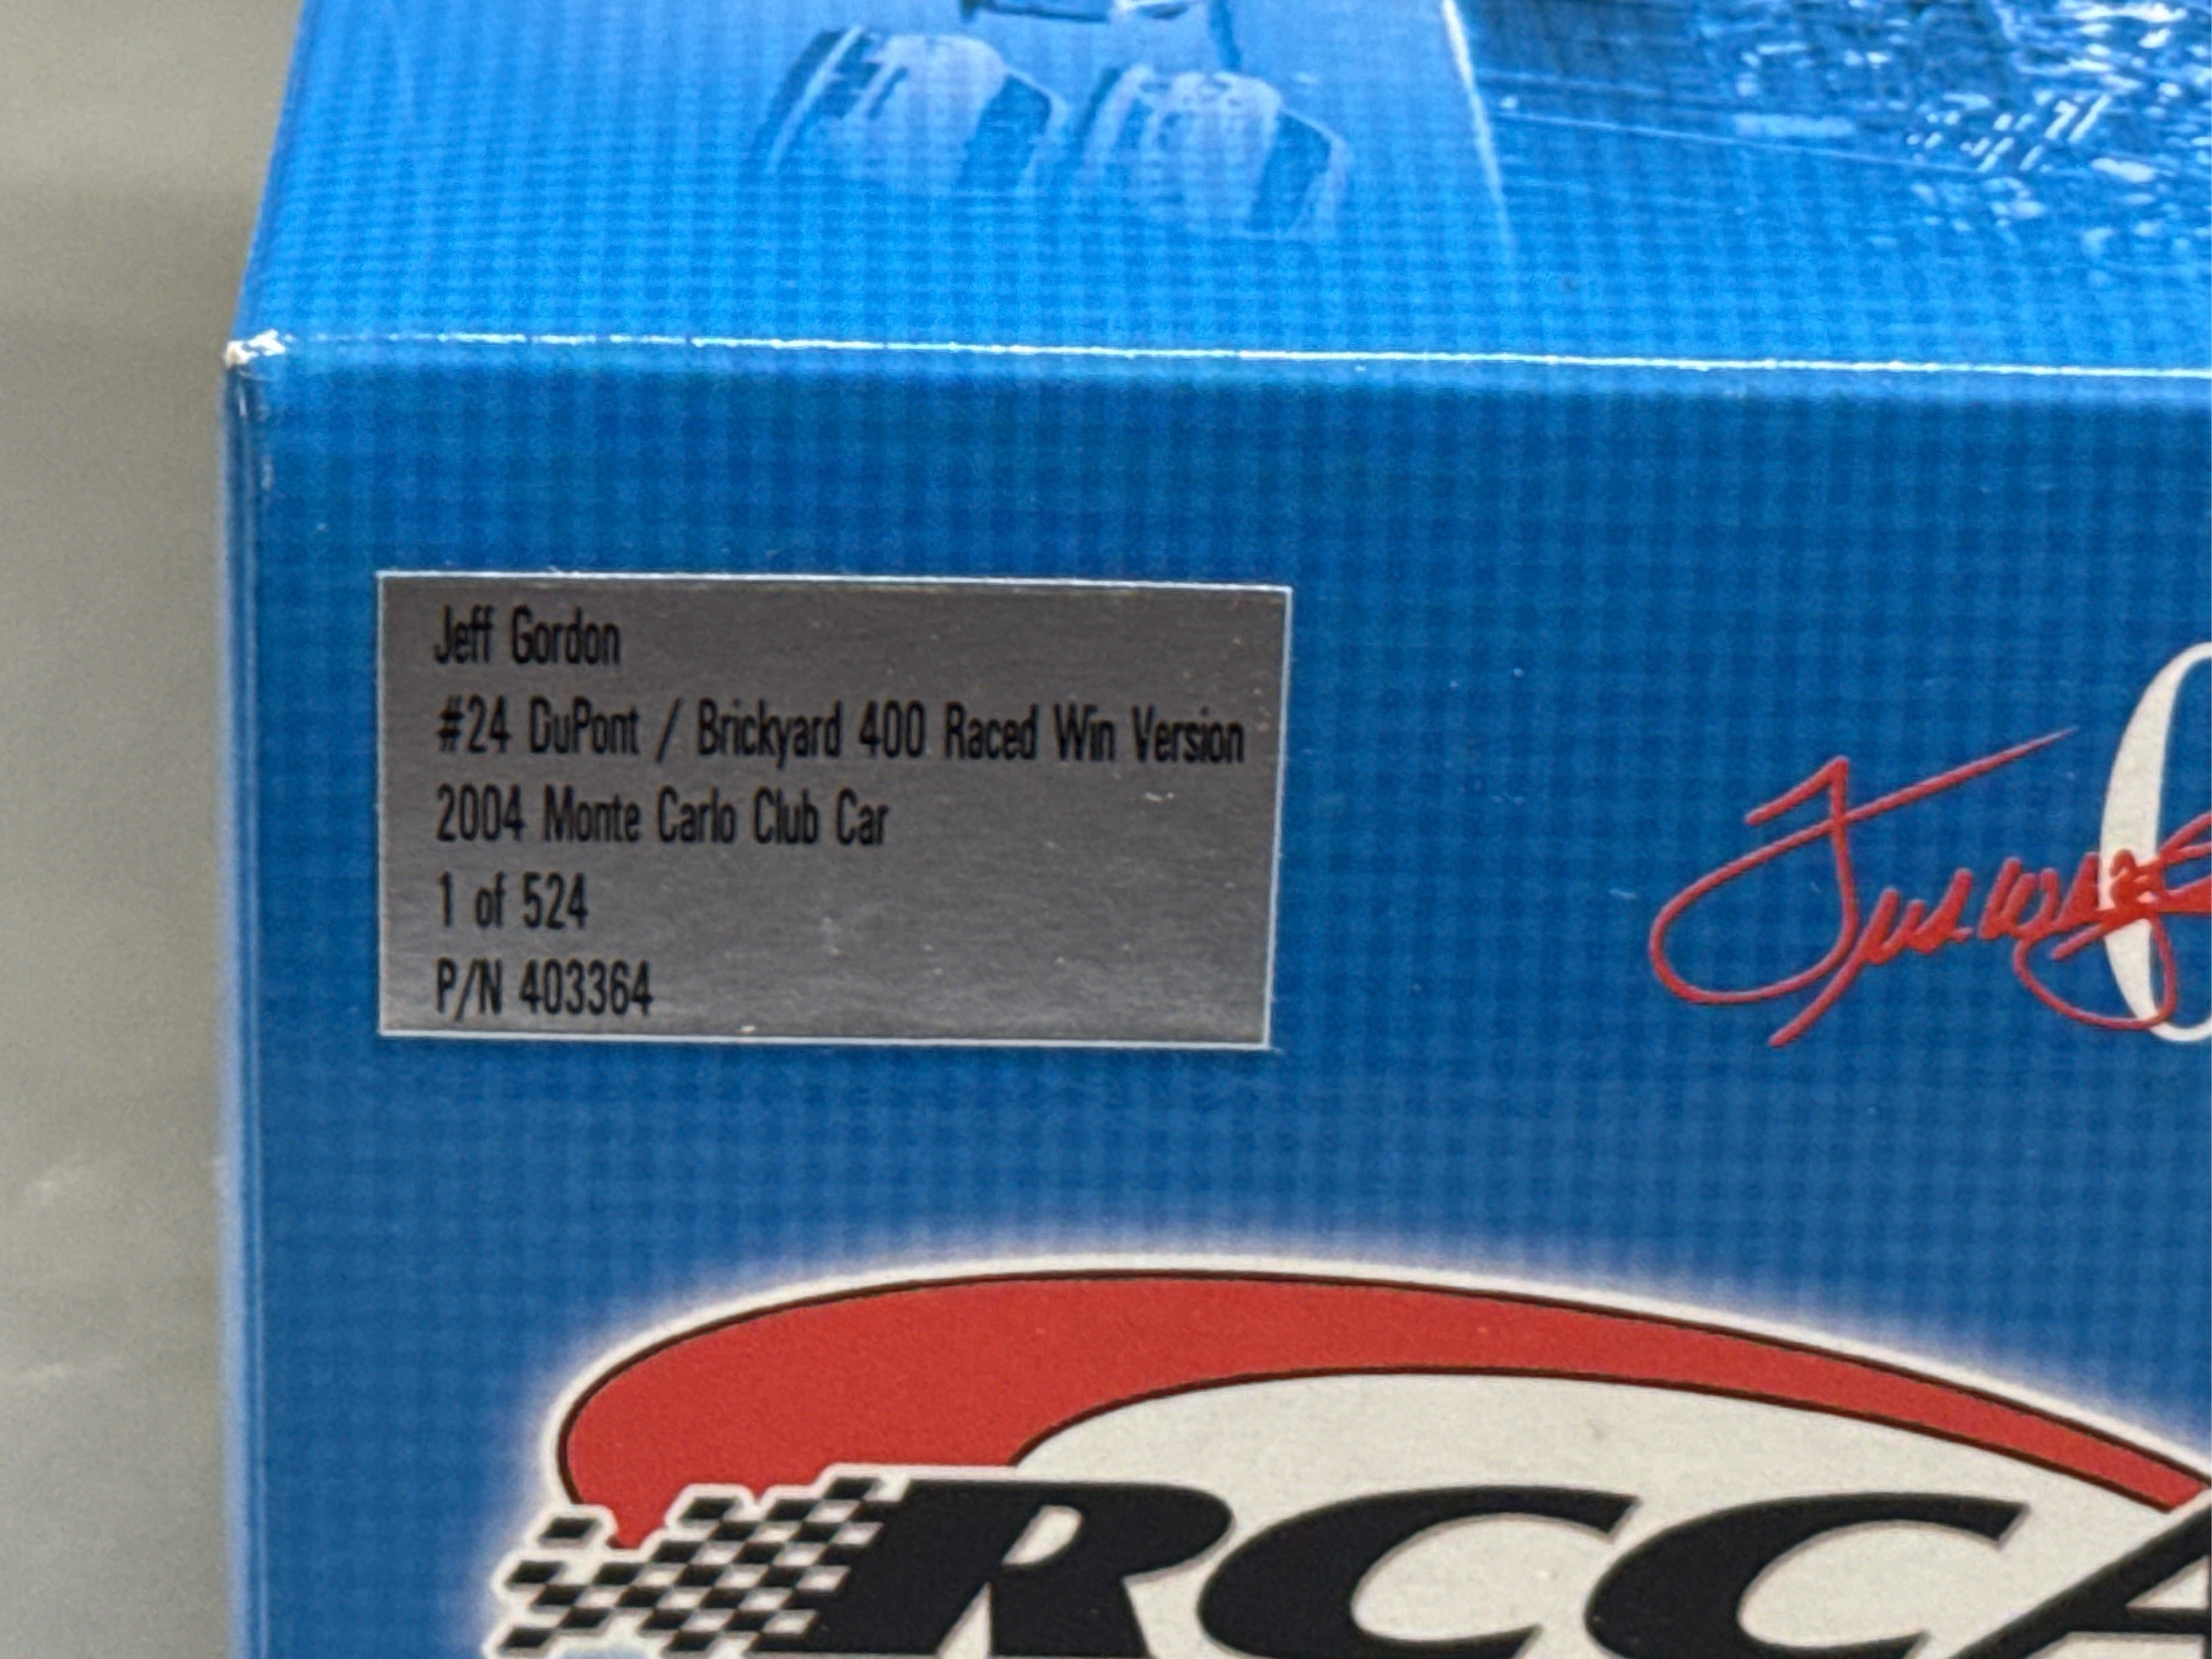 Jeff Gordon
#24 DuPont / Brickyard 400 Raced Win Version
2004 Monte Carlo Club Car
1 of 524
P/N 403364
RCCA